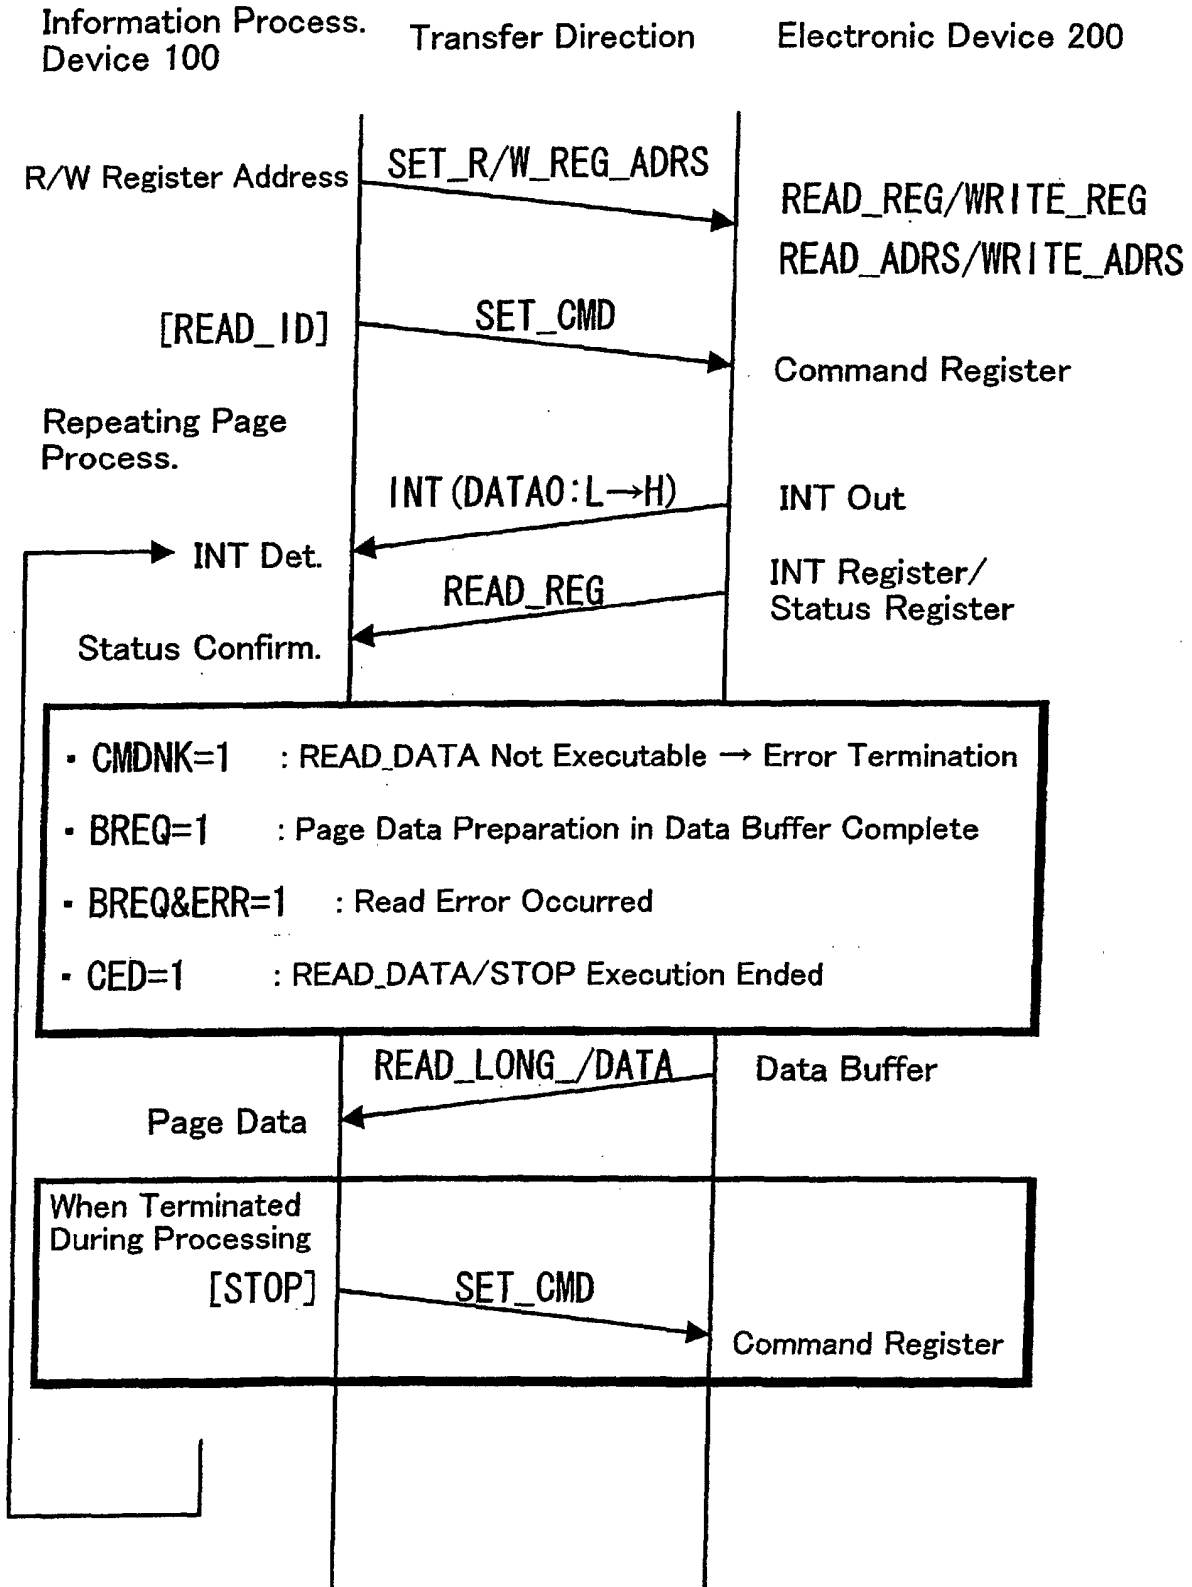 Information Process.
Device 100
Transfer Direction
Electronic Device 200
R/W Register Address
SET_R/W_REG_ADRS
READ_REG/WRITE_REG
READ_ADRS/WRITE_ADRS
[READ_ID]
SET_CMD
Command Register
Repeating Page
Process.
INT(DATA0:L→H)
INT Out
INT Det.
READ_REG
INT Register/
Status Register
Status Confirm.
▪ CMDNK=1 : READ_DATA Not Executable → Error Termination
▪ BREQ=1 : Page Data Preparation in Data Buffer Complete
▪ BREQ&ERR=1 : Read Error Occurred
▪ CED=1 : READ_DATA/STOP Execution Ended
READ_LONG_/DATA
Data Buffer
Page Data
When Terminated
During Processing
[STOP]
SET_CMD
Command Register